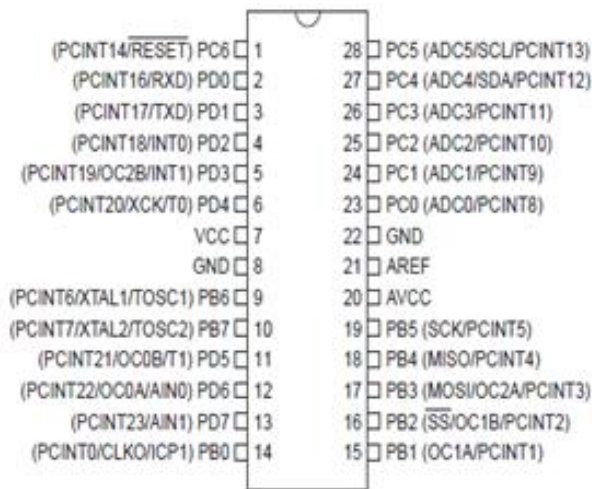 (PCINT14/RESET) PC6 1 28 PC5 (ADC5/SCL/PCINT13)
(PCINT16/RXD) PD0 2 27 PC4 (ADC4/SDA/PCINT12)
(PCINT17/TXD) PD1 3 26 PC3 (ADC3/PCINT11)
(PCINT18/INT0) PD2 4 25 PC2 (ADC2/PCINT10)
(PCINT19/OC2B/INT1) PD3 5 24 PC1 (ADC1/PCINT9)
(PCINT20/XCK/T0) PD4 6 23 PC0 (ADC0/PCINT8)
VCC 7 22 GND
GND 8 21 AREF
(PCINT6/XTAL1/TOSC1) PB6 9 20 AVCC
(PCINT7/XTAL2/TOSC2) PB7 10 19 PB5 (SCK/PCINT5)
(PCINT21/OC0B/T1) PD5 11 18 PB4 (MISO/PCINT4)
(PCINT22/OC0A/AIN0) PD6 12 17 PB3 (MOSI/OC2A/PCINT3)
(PCINT23/AIN1) PD7 13 16 PB2 (SS/OC1B/PCINT2)
(PCINT0/CLKO/ICP1) PB0 14 15 PB1 (OC1A/PCINT1)